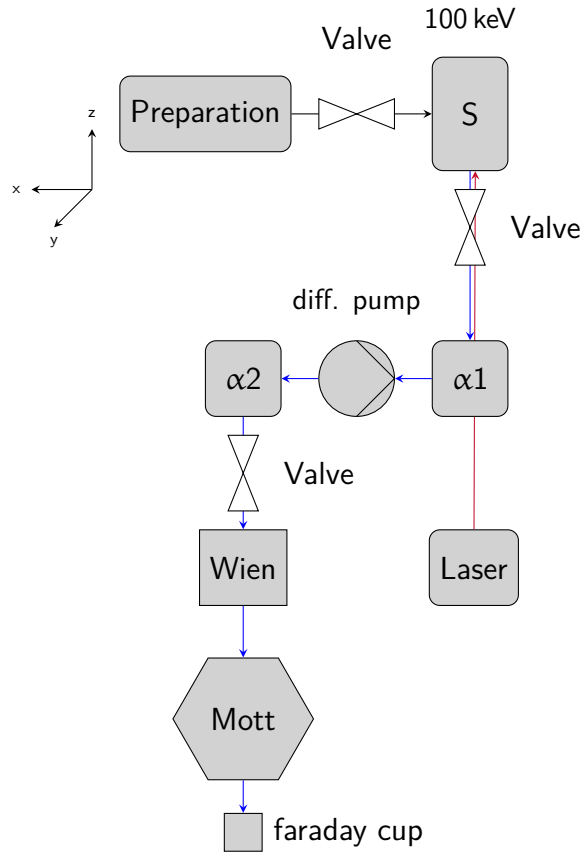 100 keV
Valve
Preparation
S
z
x
y
Valve
diff. pump
α2
α1
Valve
Wien
Laser
Mott
faraday cup